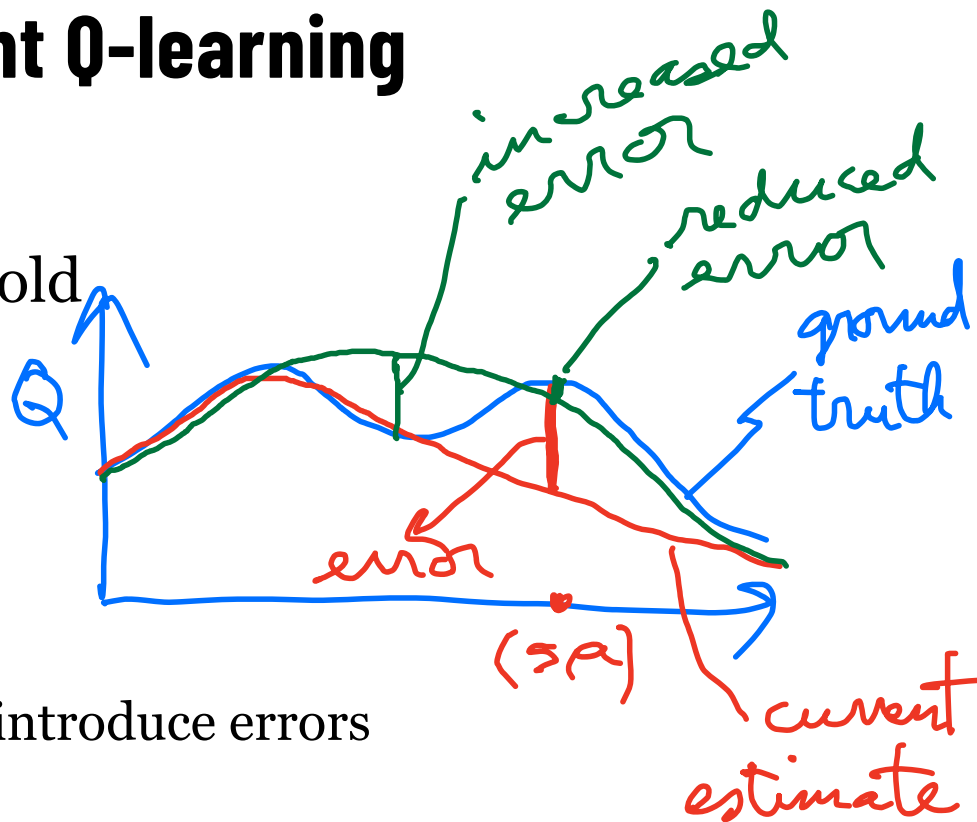 nt Q-learning
increased
error
reduced
error
old
Q
ground
truth
error
(s a)
introduce errors
current
estimate